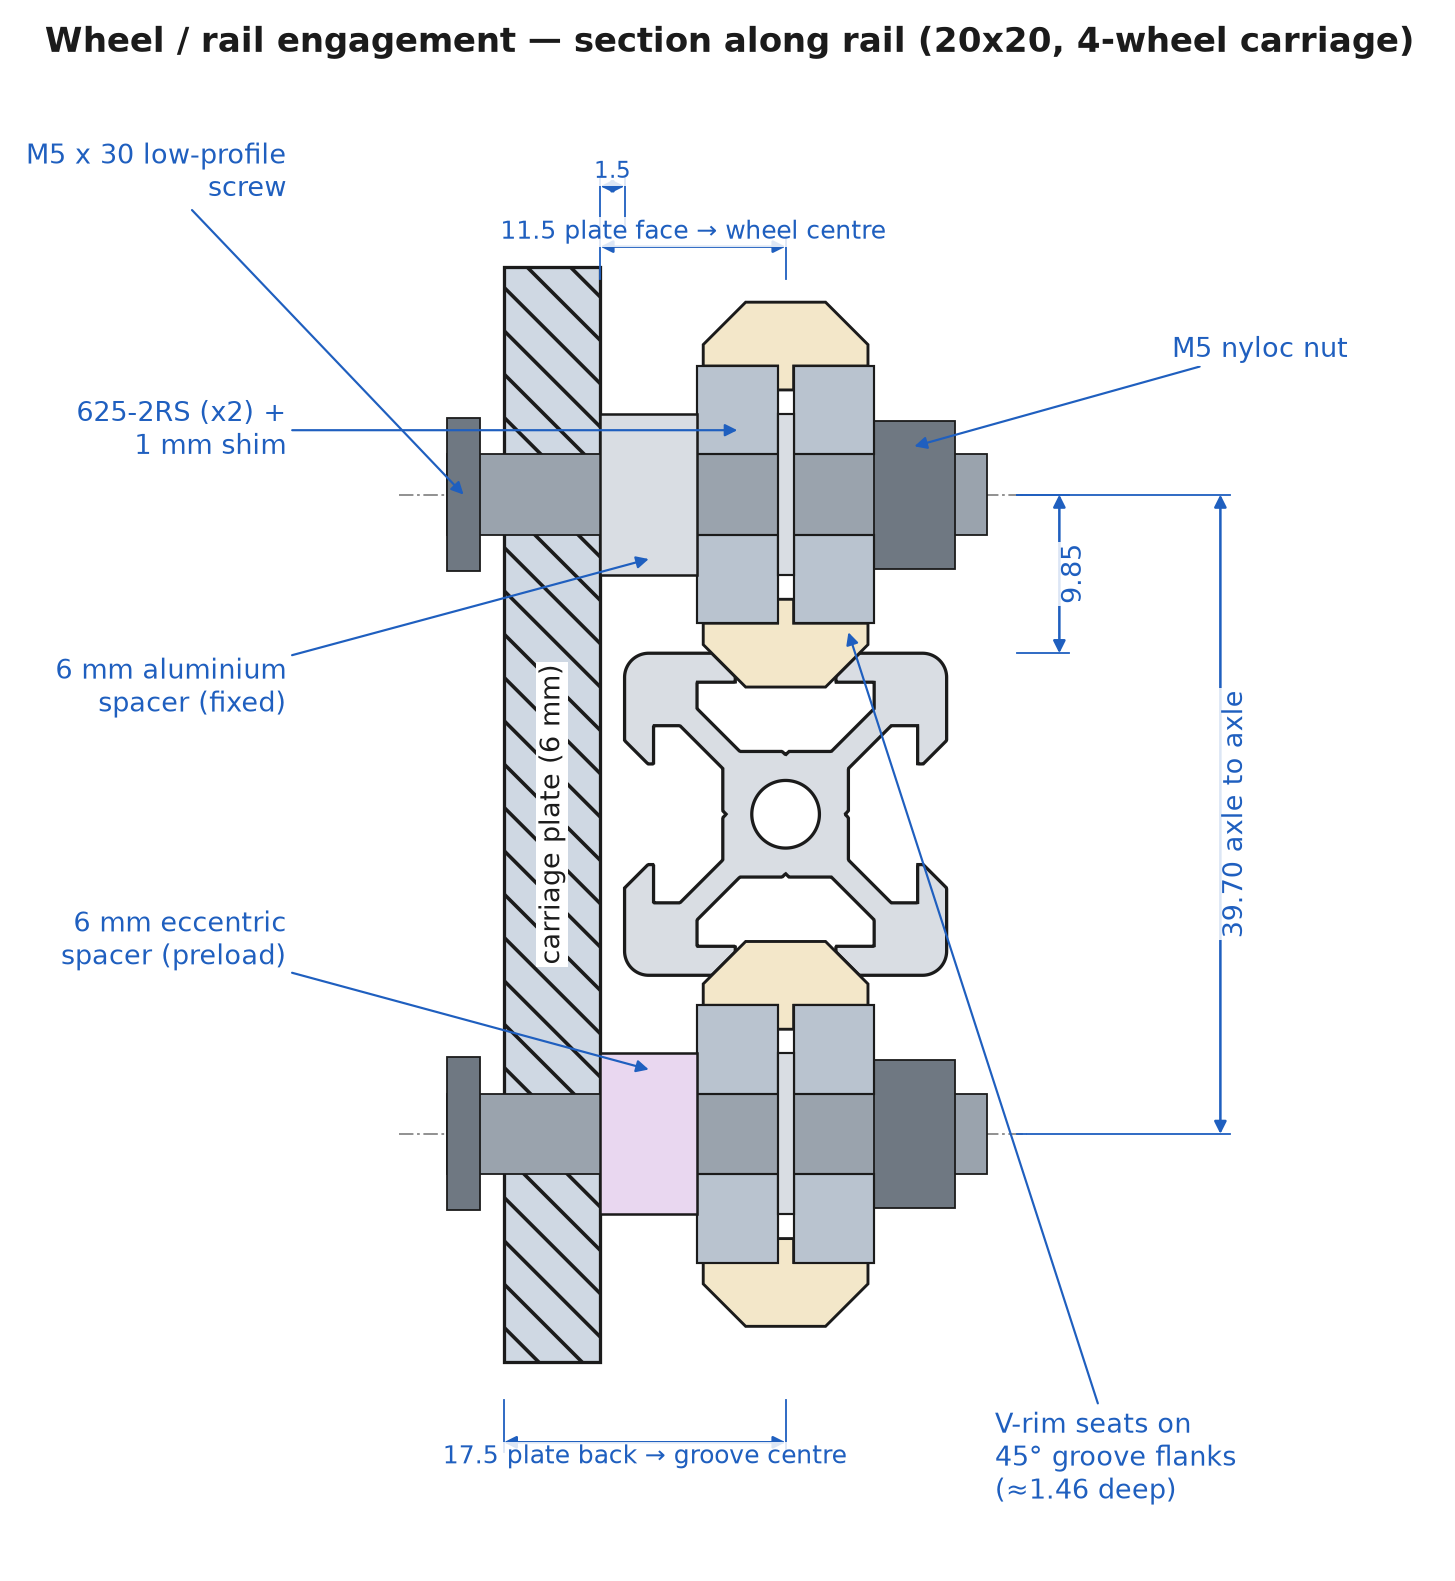 Wheel / rail engagement — section along rail (20x20, 4-wheel carriage)
M5 x 30 low-profile
screw
1.5
11.5 plate face → wheel centre
M5 nyloc nut
625-2RS (x2) +
1 mm shim
9.85
6 mm aluminium
spacer (fixed)
carriage plate (6 mm)
39.70 axle to axle
6 mm eccentric
spacer (preload)
17.5 plate back → groove centre
V-rim seats on
45° groove flanks
(≈1.46 deep)